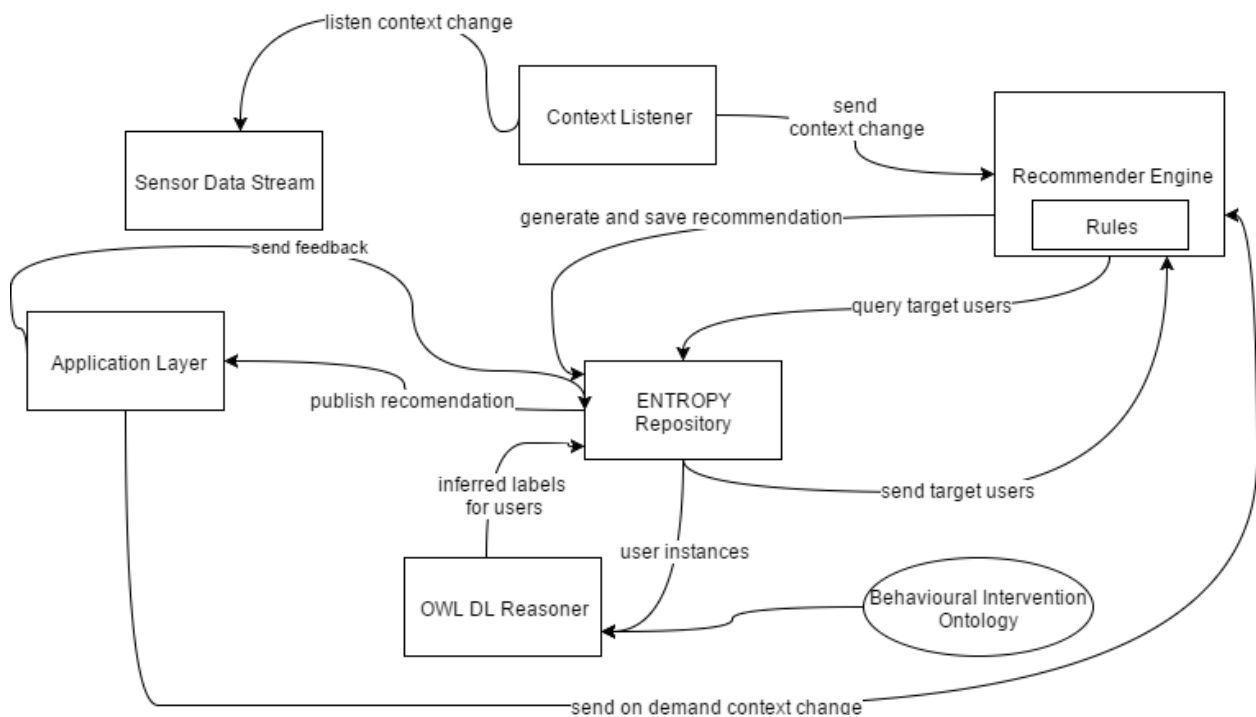 listen context change
Context Listener
send
context change
Sensor Data Stream
Recommender Engine
generate and save recommendation
Rules
send feedback
query target users
Application Layer
publish recomendation
ENTROPY
Repository
inferred labels
for users
send target users
user instances
OWL DL Reasoner
Behavioural Intervention
Ontology
send on demand context change